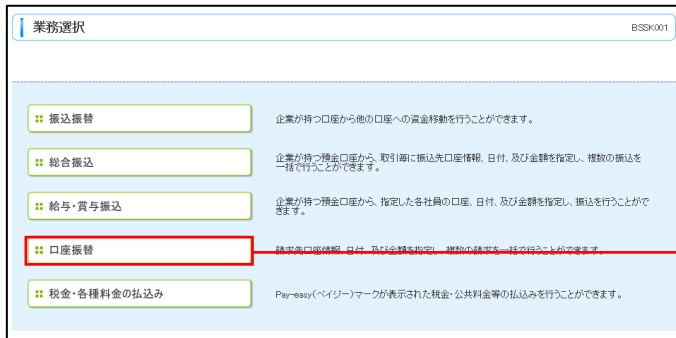 業務選択
BSSK001
振込振替
企業が持つ口座から他の口座への資金移動を行うことができます。
総合振込
企業が持つ預金口座から、取引毎に振込先口座情報、日付、及び金額を指定し、複数の振込を
一括で行うことができます。
給与・賞与振込
企業が持つ預金口座から、指定した各社員の口座、日付、及び金額を指定し、振込を行うことがで
きます。
口座振替
請求先口座情報、日付、及び金額を指定し、複数の請求を一括で行うことができます。
税金・各種料金の払込み
Pay-easy(ペイジー)マークが表示された税金・公共料金等の払込みを行うことができます。